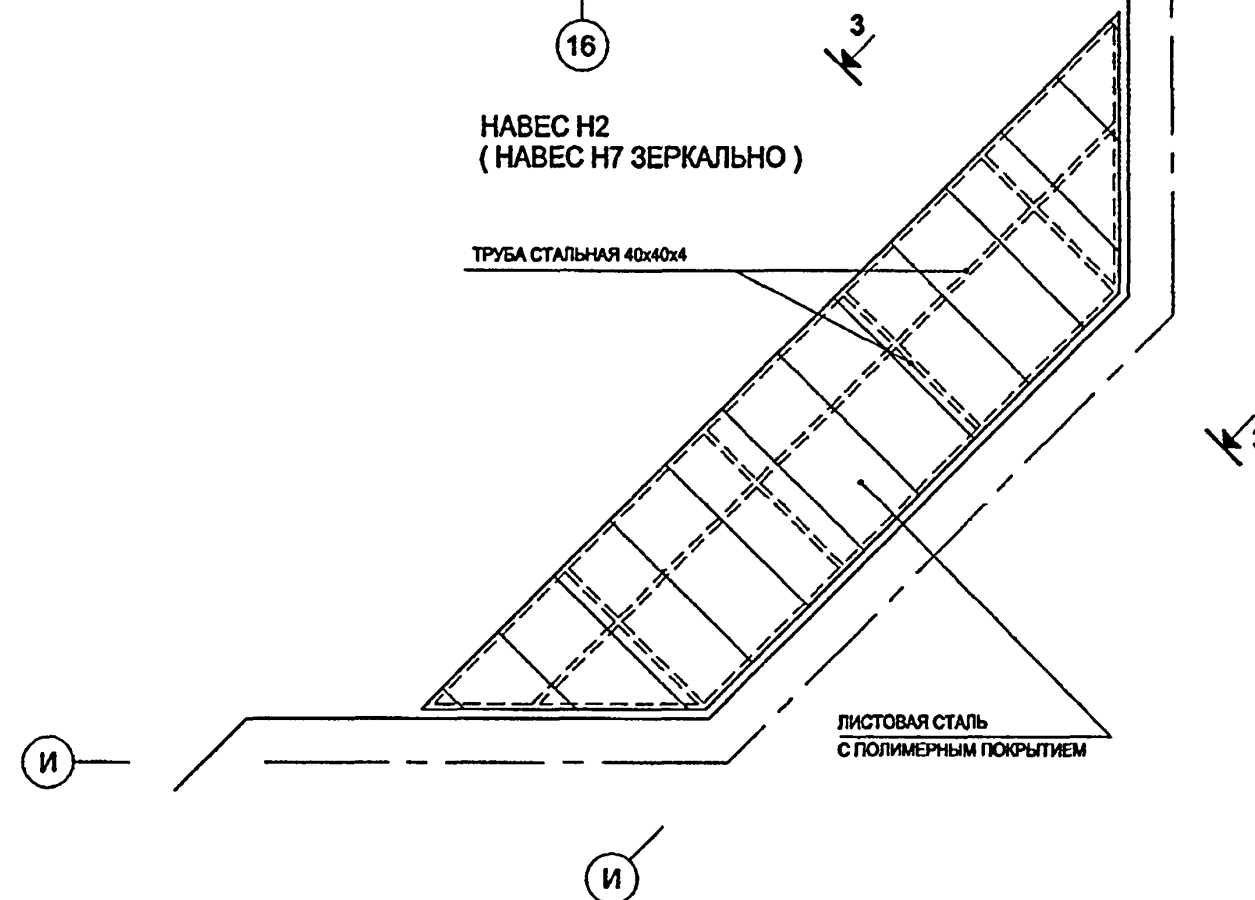 16
3
НАВЕС Н2
( НАВЕС Н7 ЗЕРКАЛЬНО )
ТРУБА СТАЛЬНАЯ 40х40х4
ЛИСТОВАЯ СТАЛЬ
С ПОЛИМЕРНЫМ ПОКРЫТИЕМ
И
И